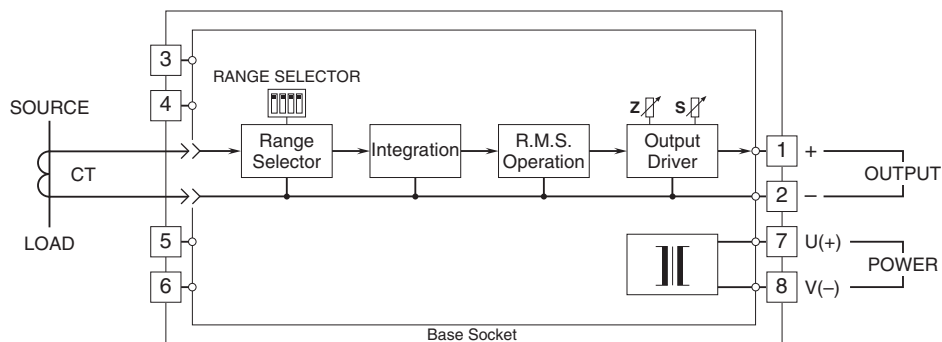 3
RANGE SELECTOR
SOURCE
4
Z
S
Range
Selector
Integration
R.M.S.
Operation
Output
Driver
1
+
CT
OUTPUT
2
–
LOAD
5
7
U(+)
POWER
6
8
V(–)
Base Socket